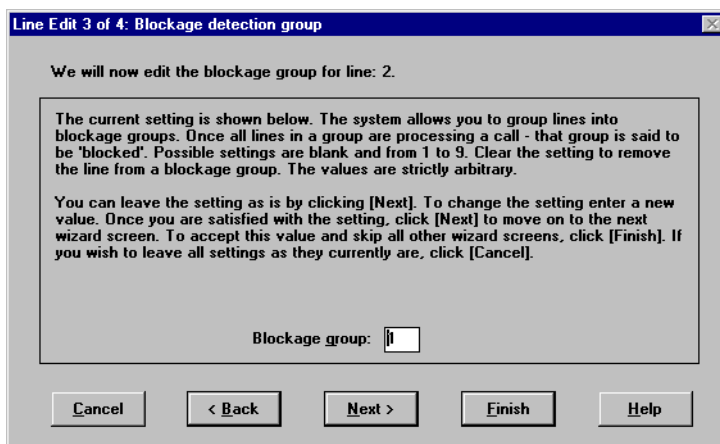 Line Edit 3 of 4: Blockage detection group
We will now edit the blockage group for line: 2.
The current setting is shown below. The system allows you to group lines into
blockage groups. Once all lines in a group are processing a call - that group is said to
be 'blocked'. Possible settings are blank and from 1 to 9. Clear the setting to remove
the line from a blockage group. The values are strictly arbitrary.
You can leave the setting as is by clicking [Next]. To change the setting enter a new
value. Once you are satisfied with the setting, click [Next] to move on to the next
wizard screen. To accept this value and skip all other wizard screens, click [Finish]. If
you wish to leave all settings as they currently are, click [Cancel].
Blockage group: 1
Cancel < Back Next > Finish Help